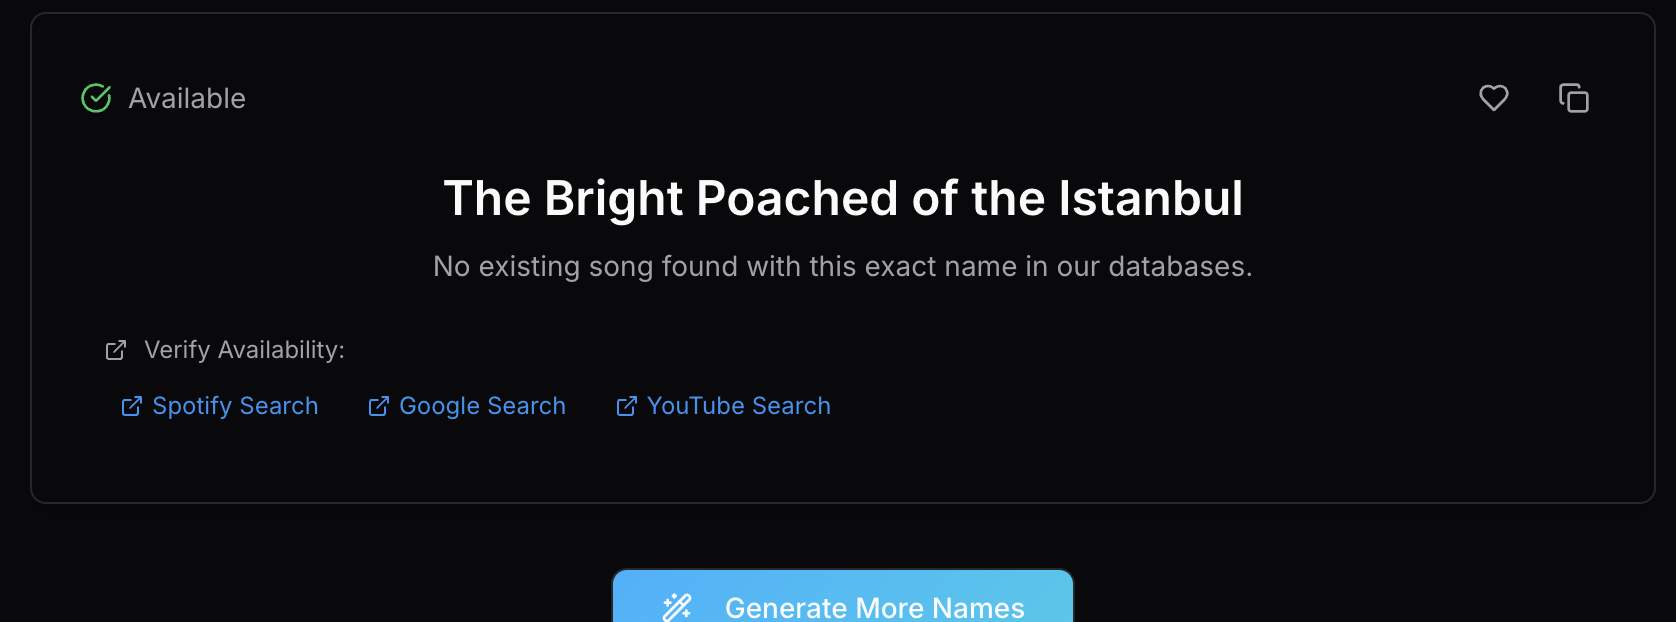 Available
The Bright Poached of the Istanbul
No existing song found with this exact name in our databases.
Verify Availability:
Spotify Search Google Search YouTube Search
Generate More Names